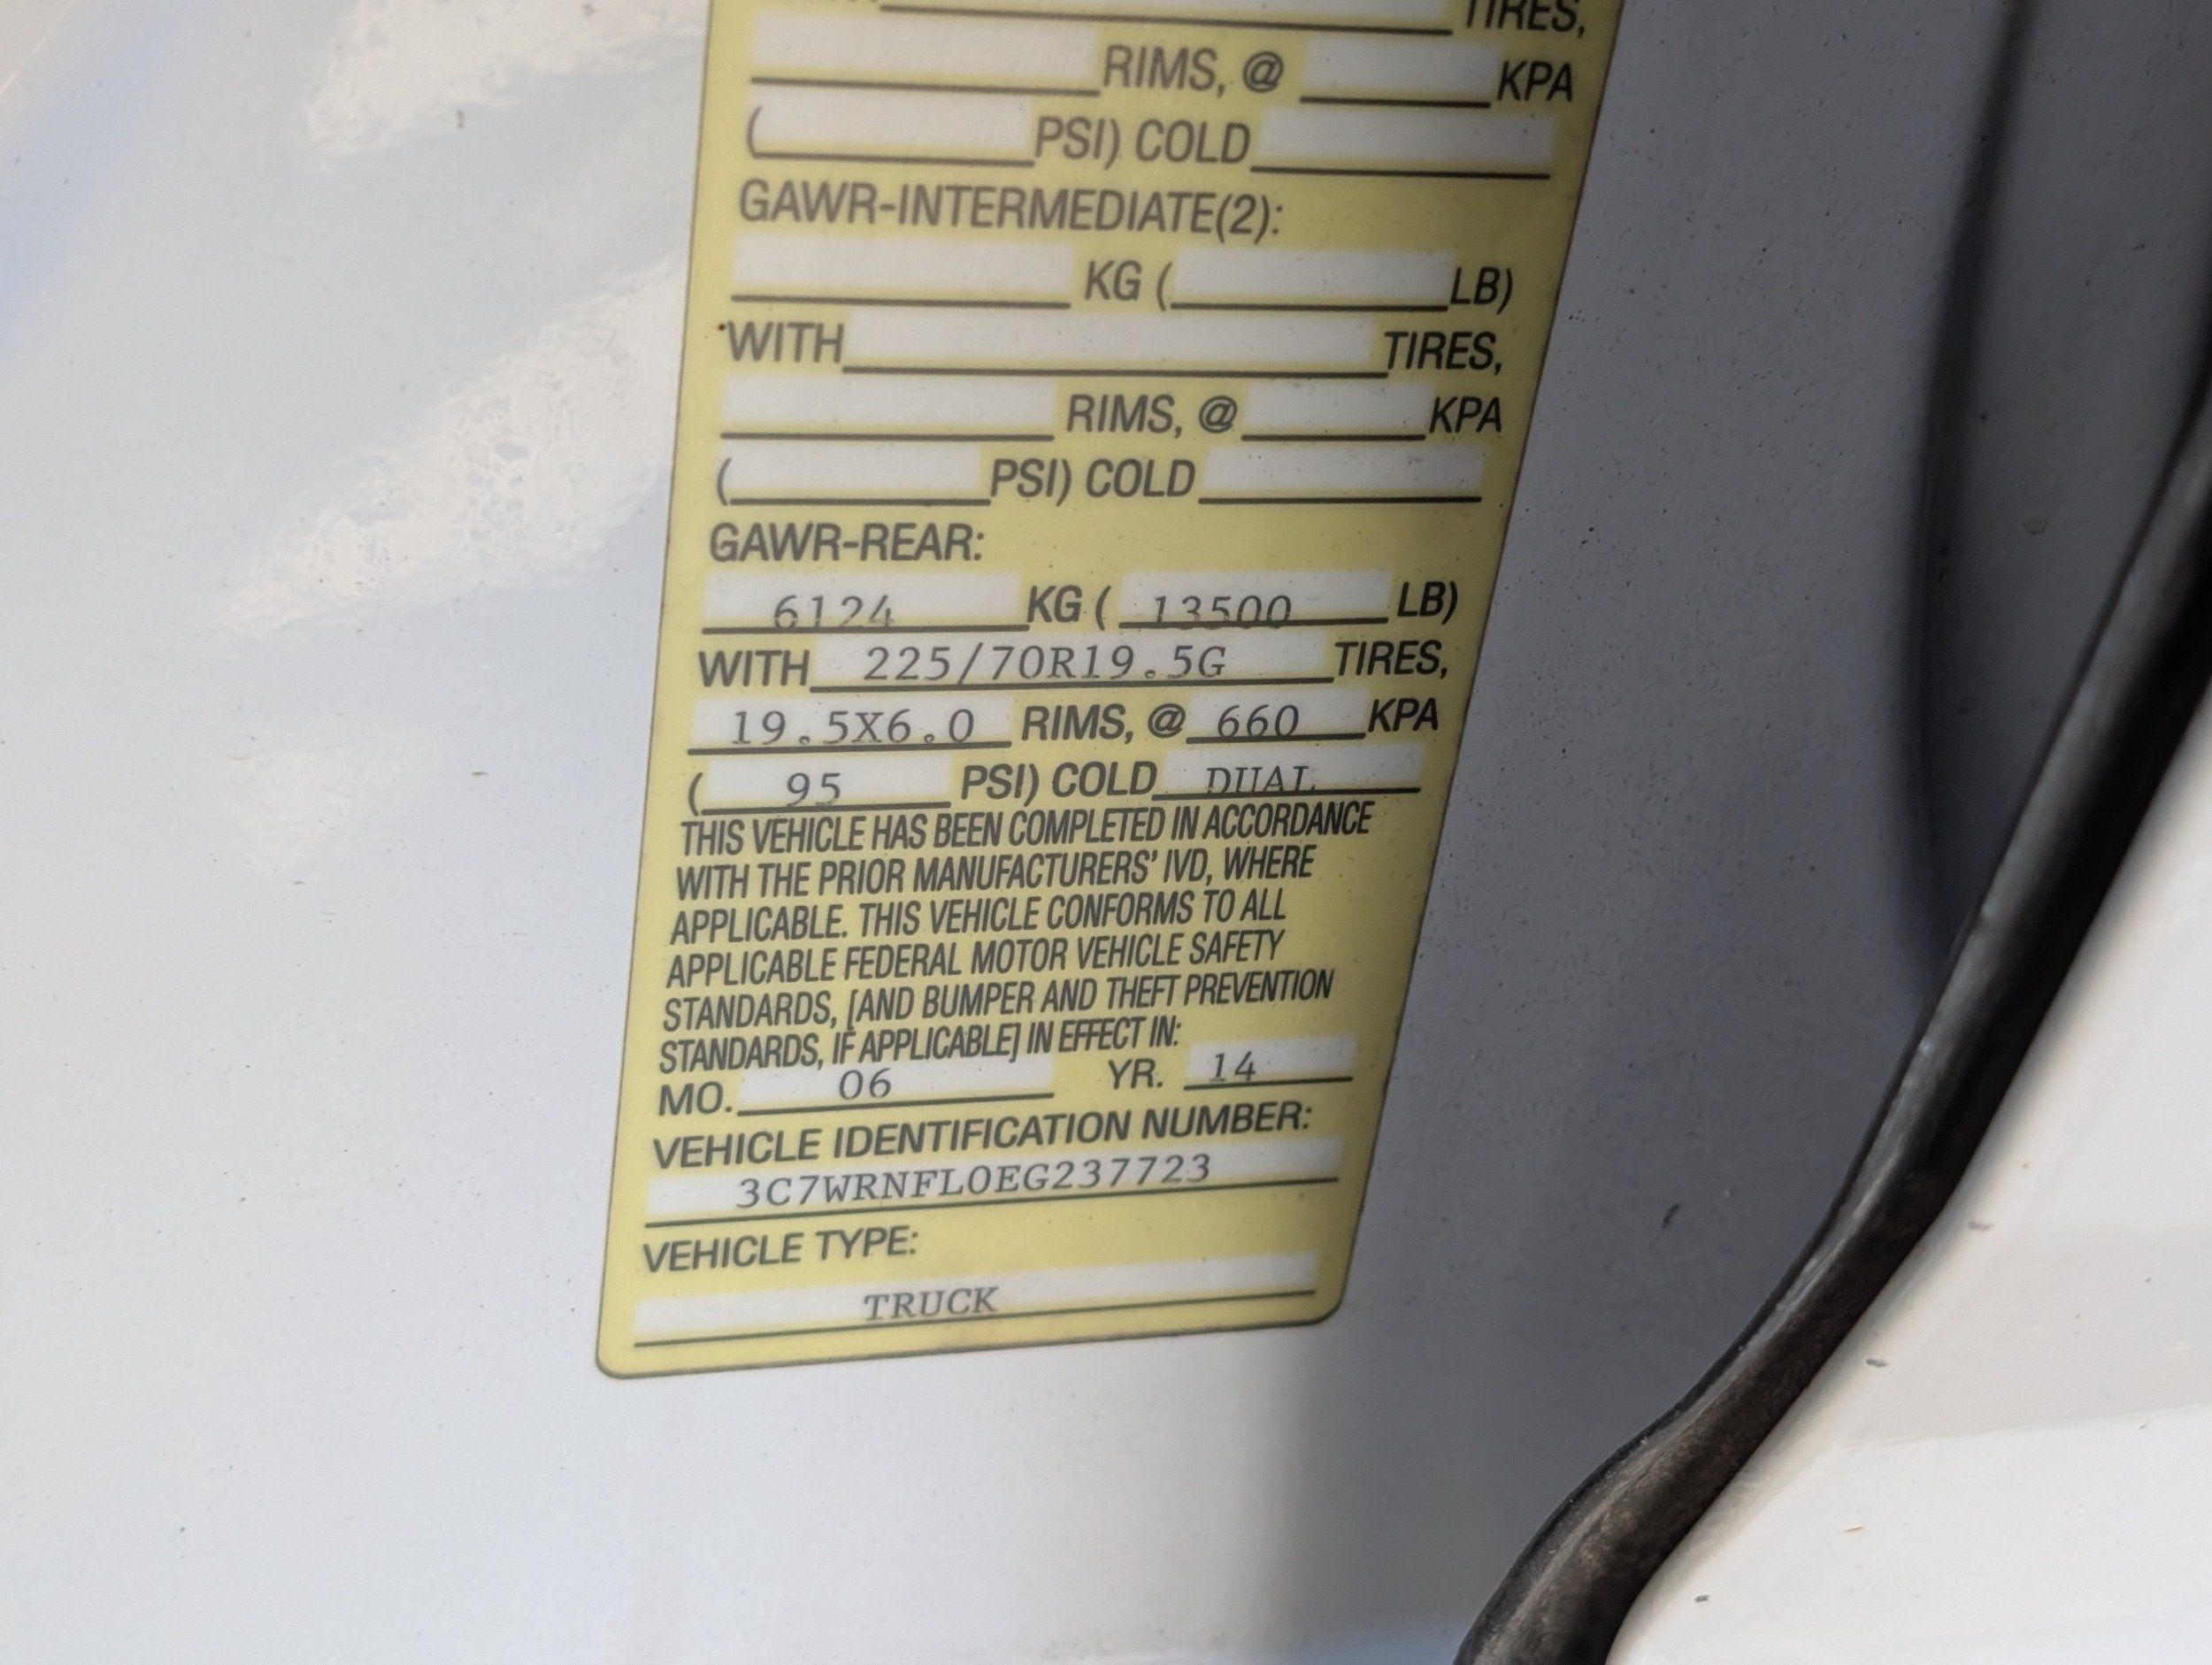 TIRES,
RIMS, @ KPA
( PSI) COLD
GAWR-INTERMEDIATE(2):
KG ( LB)
WITH TIRES,
RIMS, @ KPA
( PSI) COLD
GAWR-REAR:
6124 KG ( 13500 LB)
WITH 225/70R19.5G TIRES,
19.5X6.0 RIMS, @ 660 KPA
( 95 PSI) COLD DUAL
THIS VEHICLE HAS BEEN COMPLETED IN ACCORDANCE
WITH THE PRIOR MANUFACTURERS' IVD, WHERE
APPLICABLE. THIS VEHICLE CONFORMS TO ALL
APPLICABLE FEDERAL MOTOR VEHICLE SAFETY
STANDARDS, [AND BUMPER AND THEFT PREVENTION
STANDARDS, IF APPLICABLE] IN EFFECT IN:
MO. 06 YR. 14
VEHICLE IDENTIFICATION NUMBER:
3C7WRNFL0EG237723
VEHICLE TYPE:
TRUCK